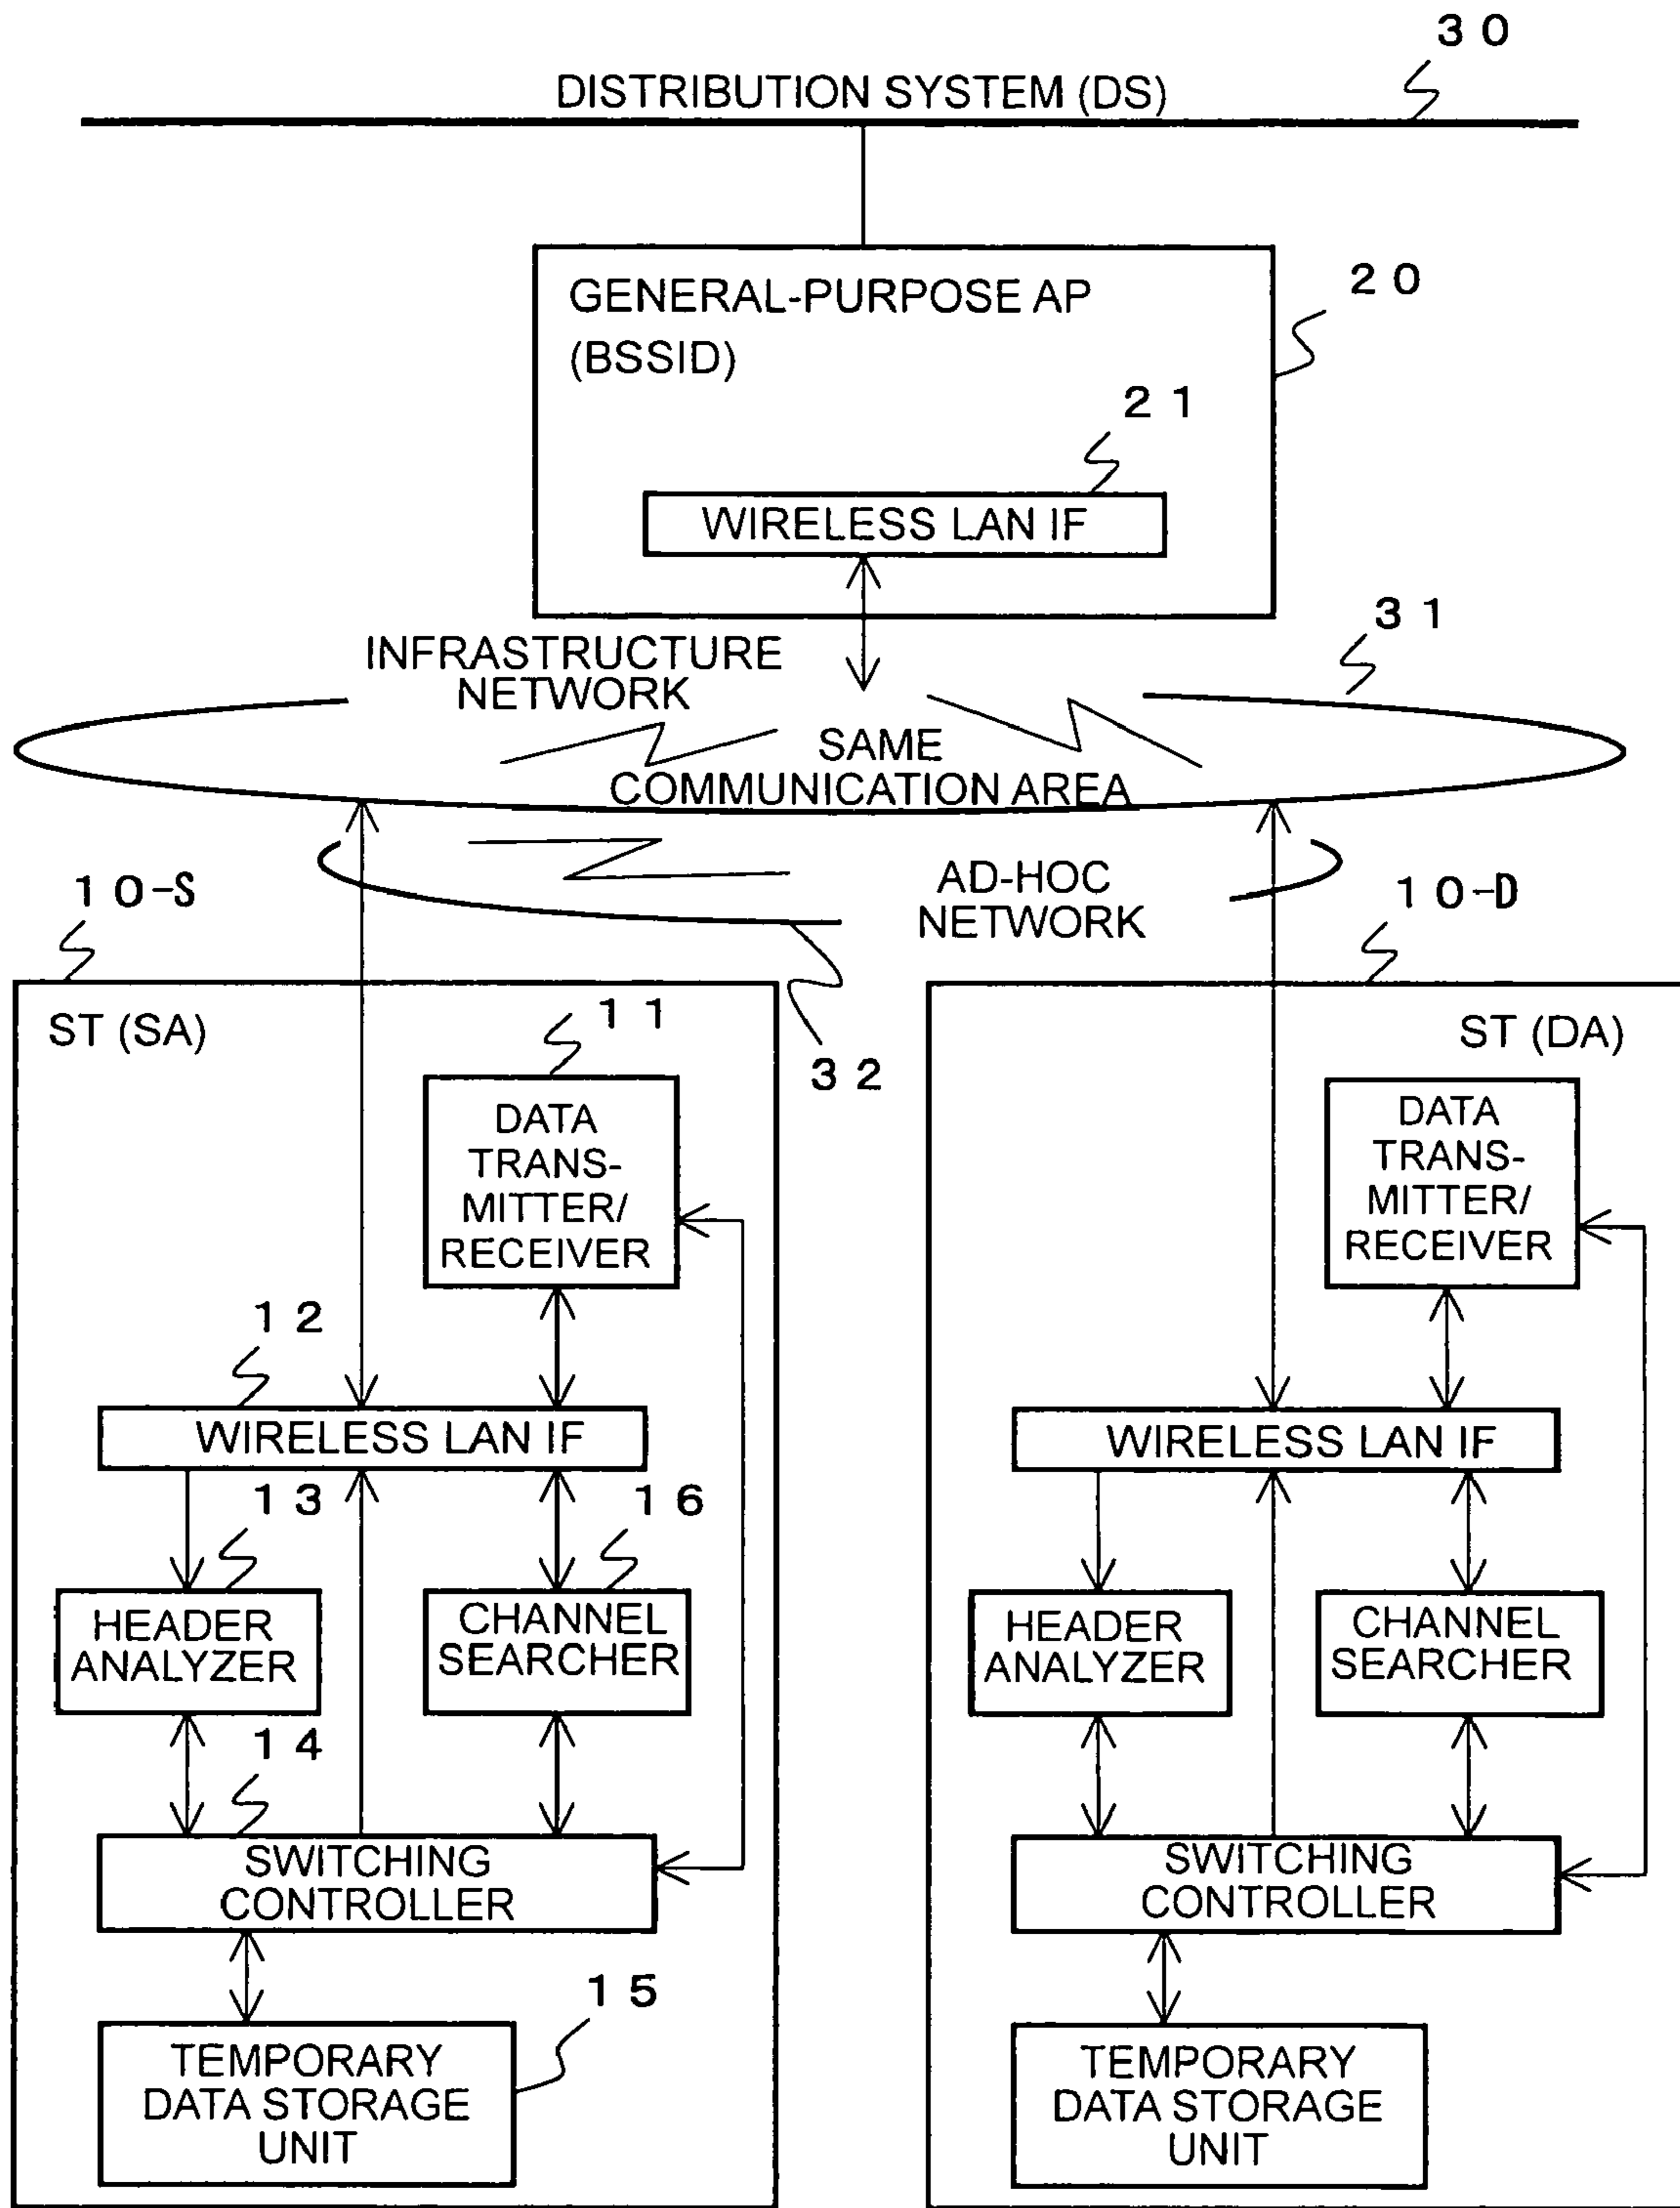 30
DISTRIBUTION SYSTEM (DS)
GENERAL-PURPOSE AP
(BSSID)
20
21
WIRELESS LAN IF
31
INFRASTRUCTURE
NETWORK
SAME
COMMUNICATION AREA
AD-HOC
NETWORK
10-S
10-D
32
ST (SA)
11
DATA
TRANS-
MITTER/
RECEIVER
12
WIRELESS LAN IF
13
16
HEADER
ANALYZER
CHANNEL
SEARCHER
14
SWITCHING
CONTROLLER
15
TEMPORARY
DATA STORAGE
UNIT
ST (DA)
DATA
TRANS-
MITTER/
RECEIVER
WIRELESS LAN IF
HEADER
ANALYZER
CHANNEL
SEARCHER
SWITCHING
CONTROLLER
TEMPORARY
DATA STORAGE
UNIT